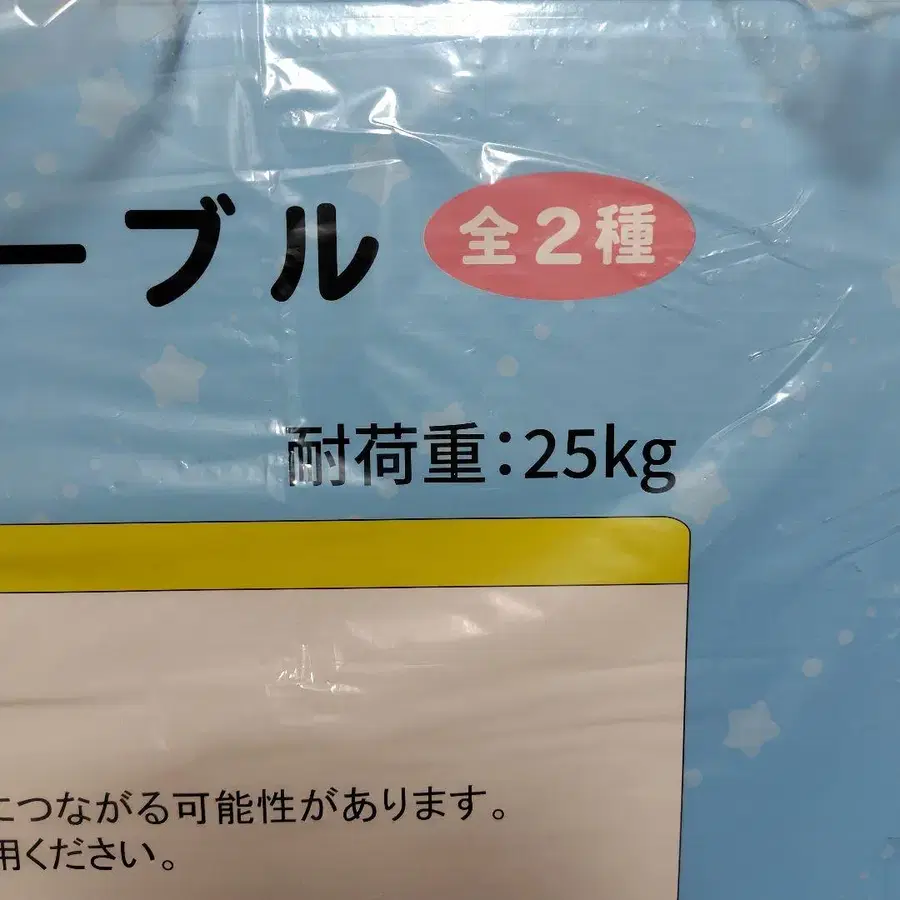 ーブル 全2種
耐荷重：25kg
につながる可能性があります。
用ください。